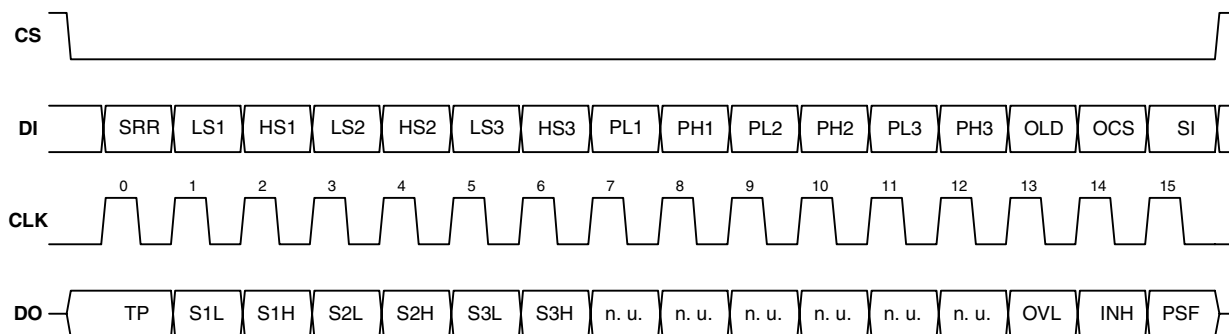 CS
DI SRR LS1 HS1 LS2 HS2 LS3 HS3 PL1 PH1 PL2 PH2 PL3 PH3 OLD OCS SI
0 1 2 3 4 5 6 7 8 9 10 11 12 13 14 15
CLK
DO TP S1L S1H S2L S2H S3L S3H n. u. n. u. n. u. n. u. n. u. n. u. OVL INH PSF